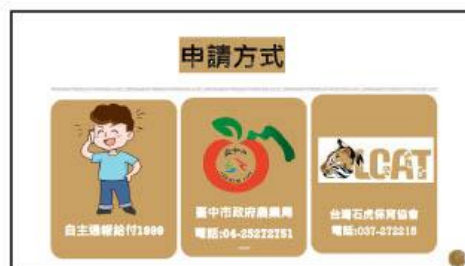 申請方式
自主通報給付1999
臺中市政府農業局
電話:04-25272751
LCAT
台灣石虎保育協會
電話:037-272215